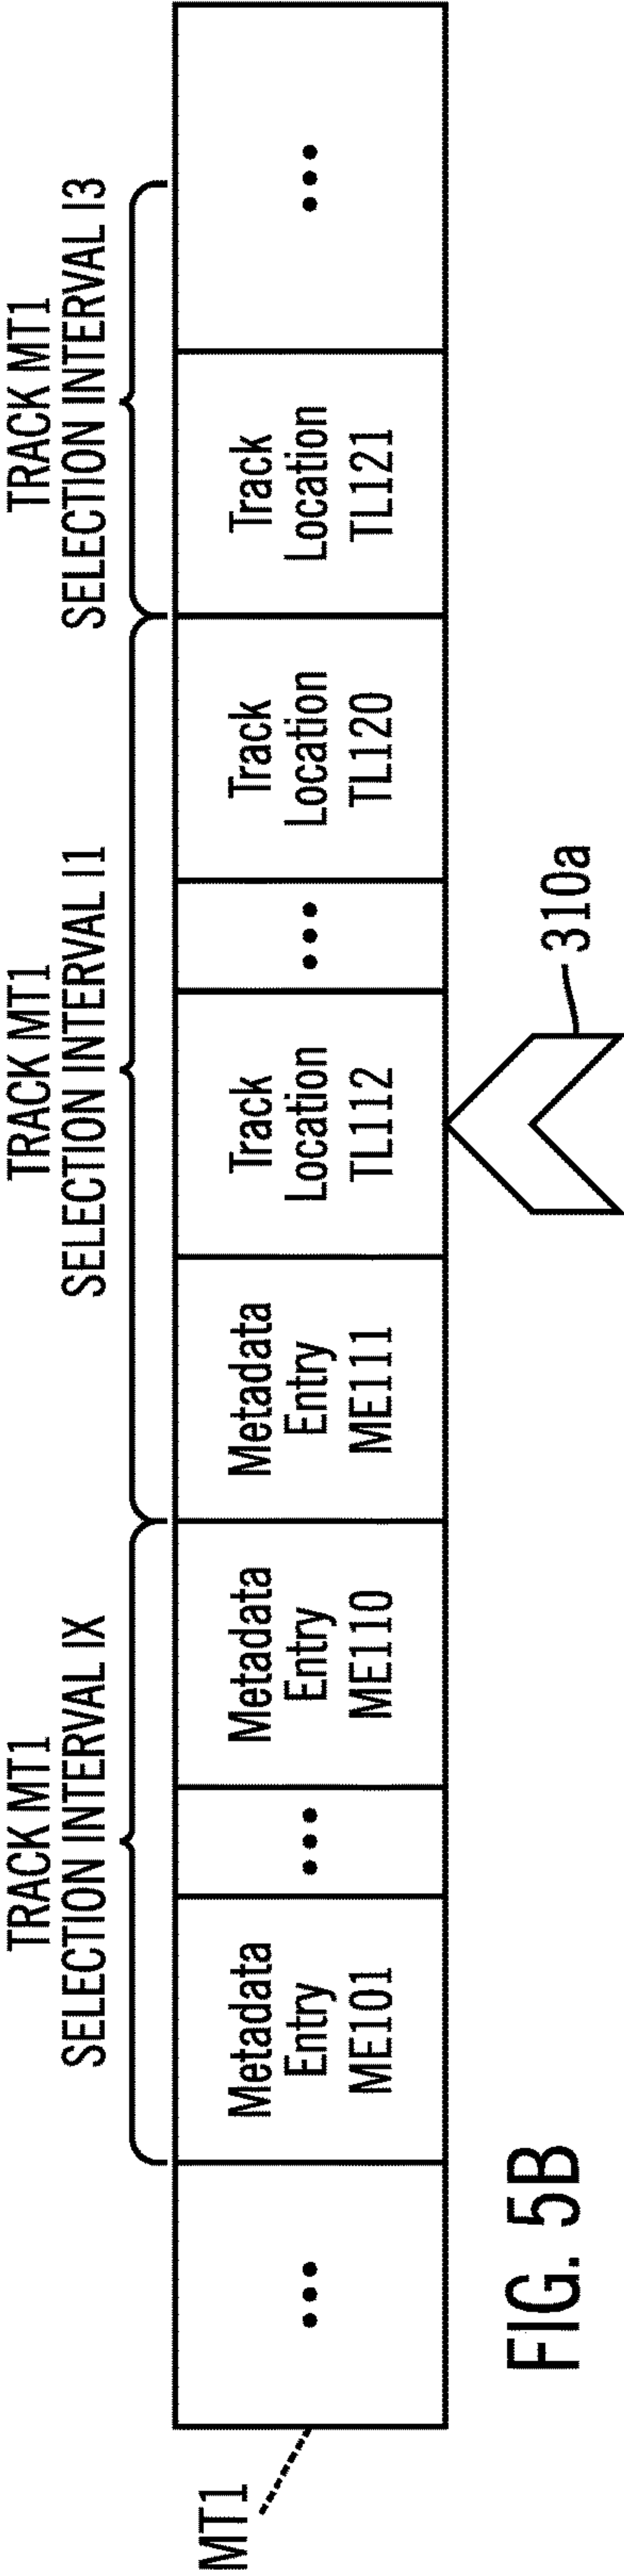 TRACK MT1
SELECTION INTERVAL IX
TRACK MT1
SELECTION INTERVAL I1
TRACK MT1
SELECTION INTERVAL I3
MT1
•••
Metadata
Entry
ME101
•••
Metadata
Entry
ME110
Metadata
Entry
ME111
Track
Location
TL112
•••
Track
Location
TL120
Track
Location
TL121
•••
310a
FIG. 5B